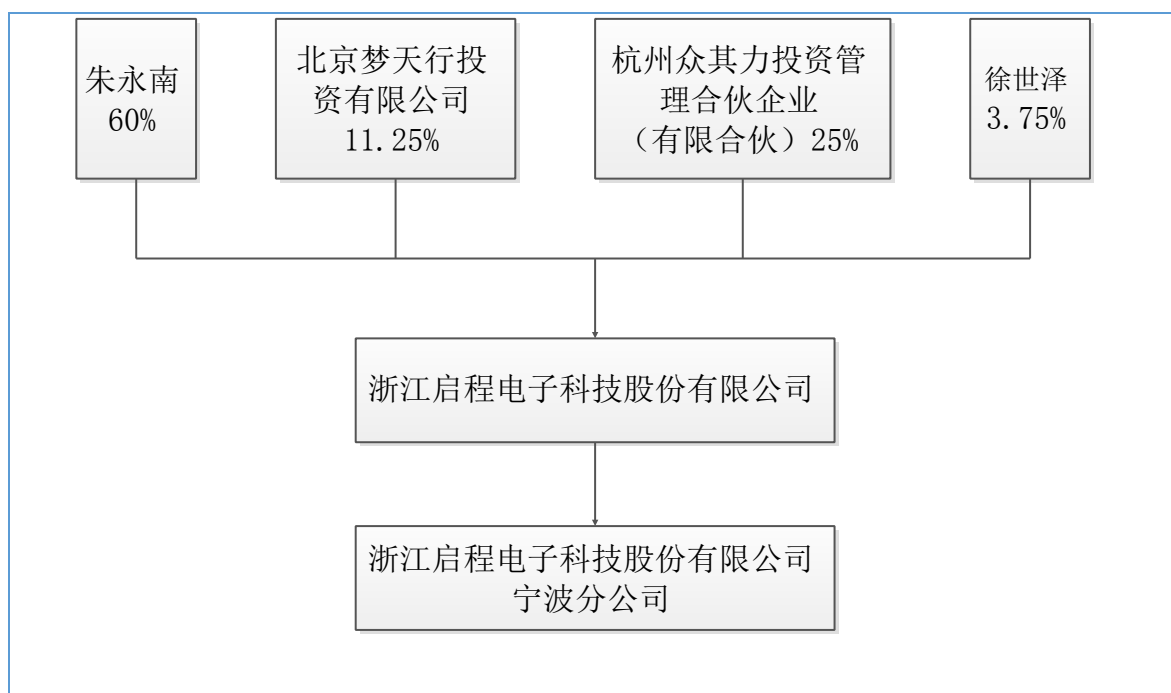 朱永南
60%
北京梦天行投
资有限公司
11.25%
杭州众其力投资管
理合伙企业
（有限合伙）25%
徐世泽
3.75%
浙江启程电子科技股份有限公司
浙江启程电子科技股份有限公司
宁波分公司